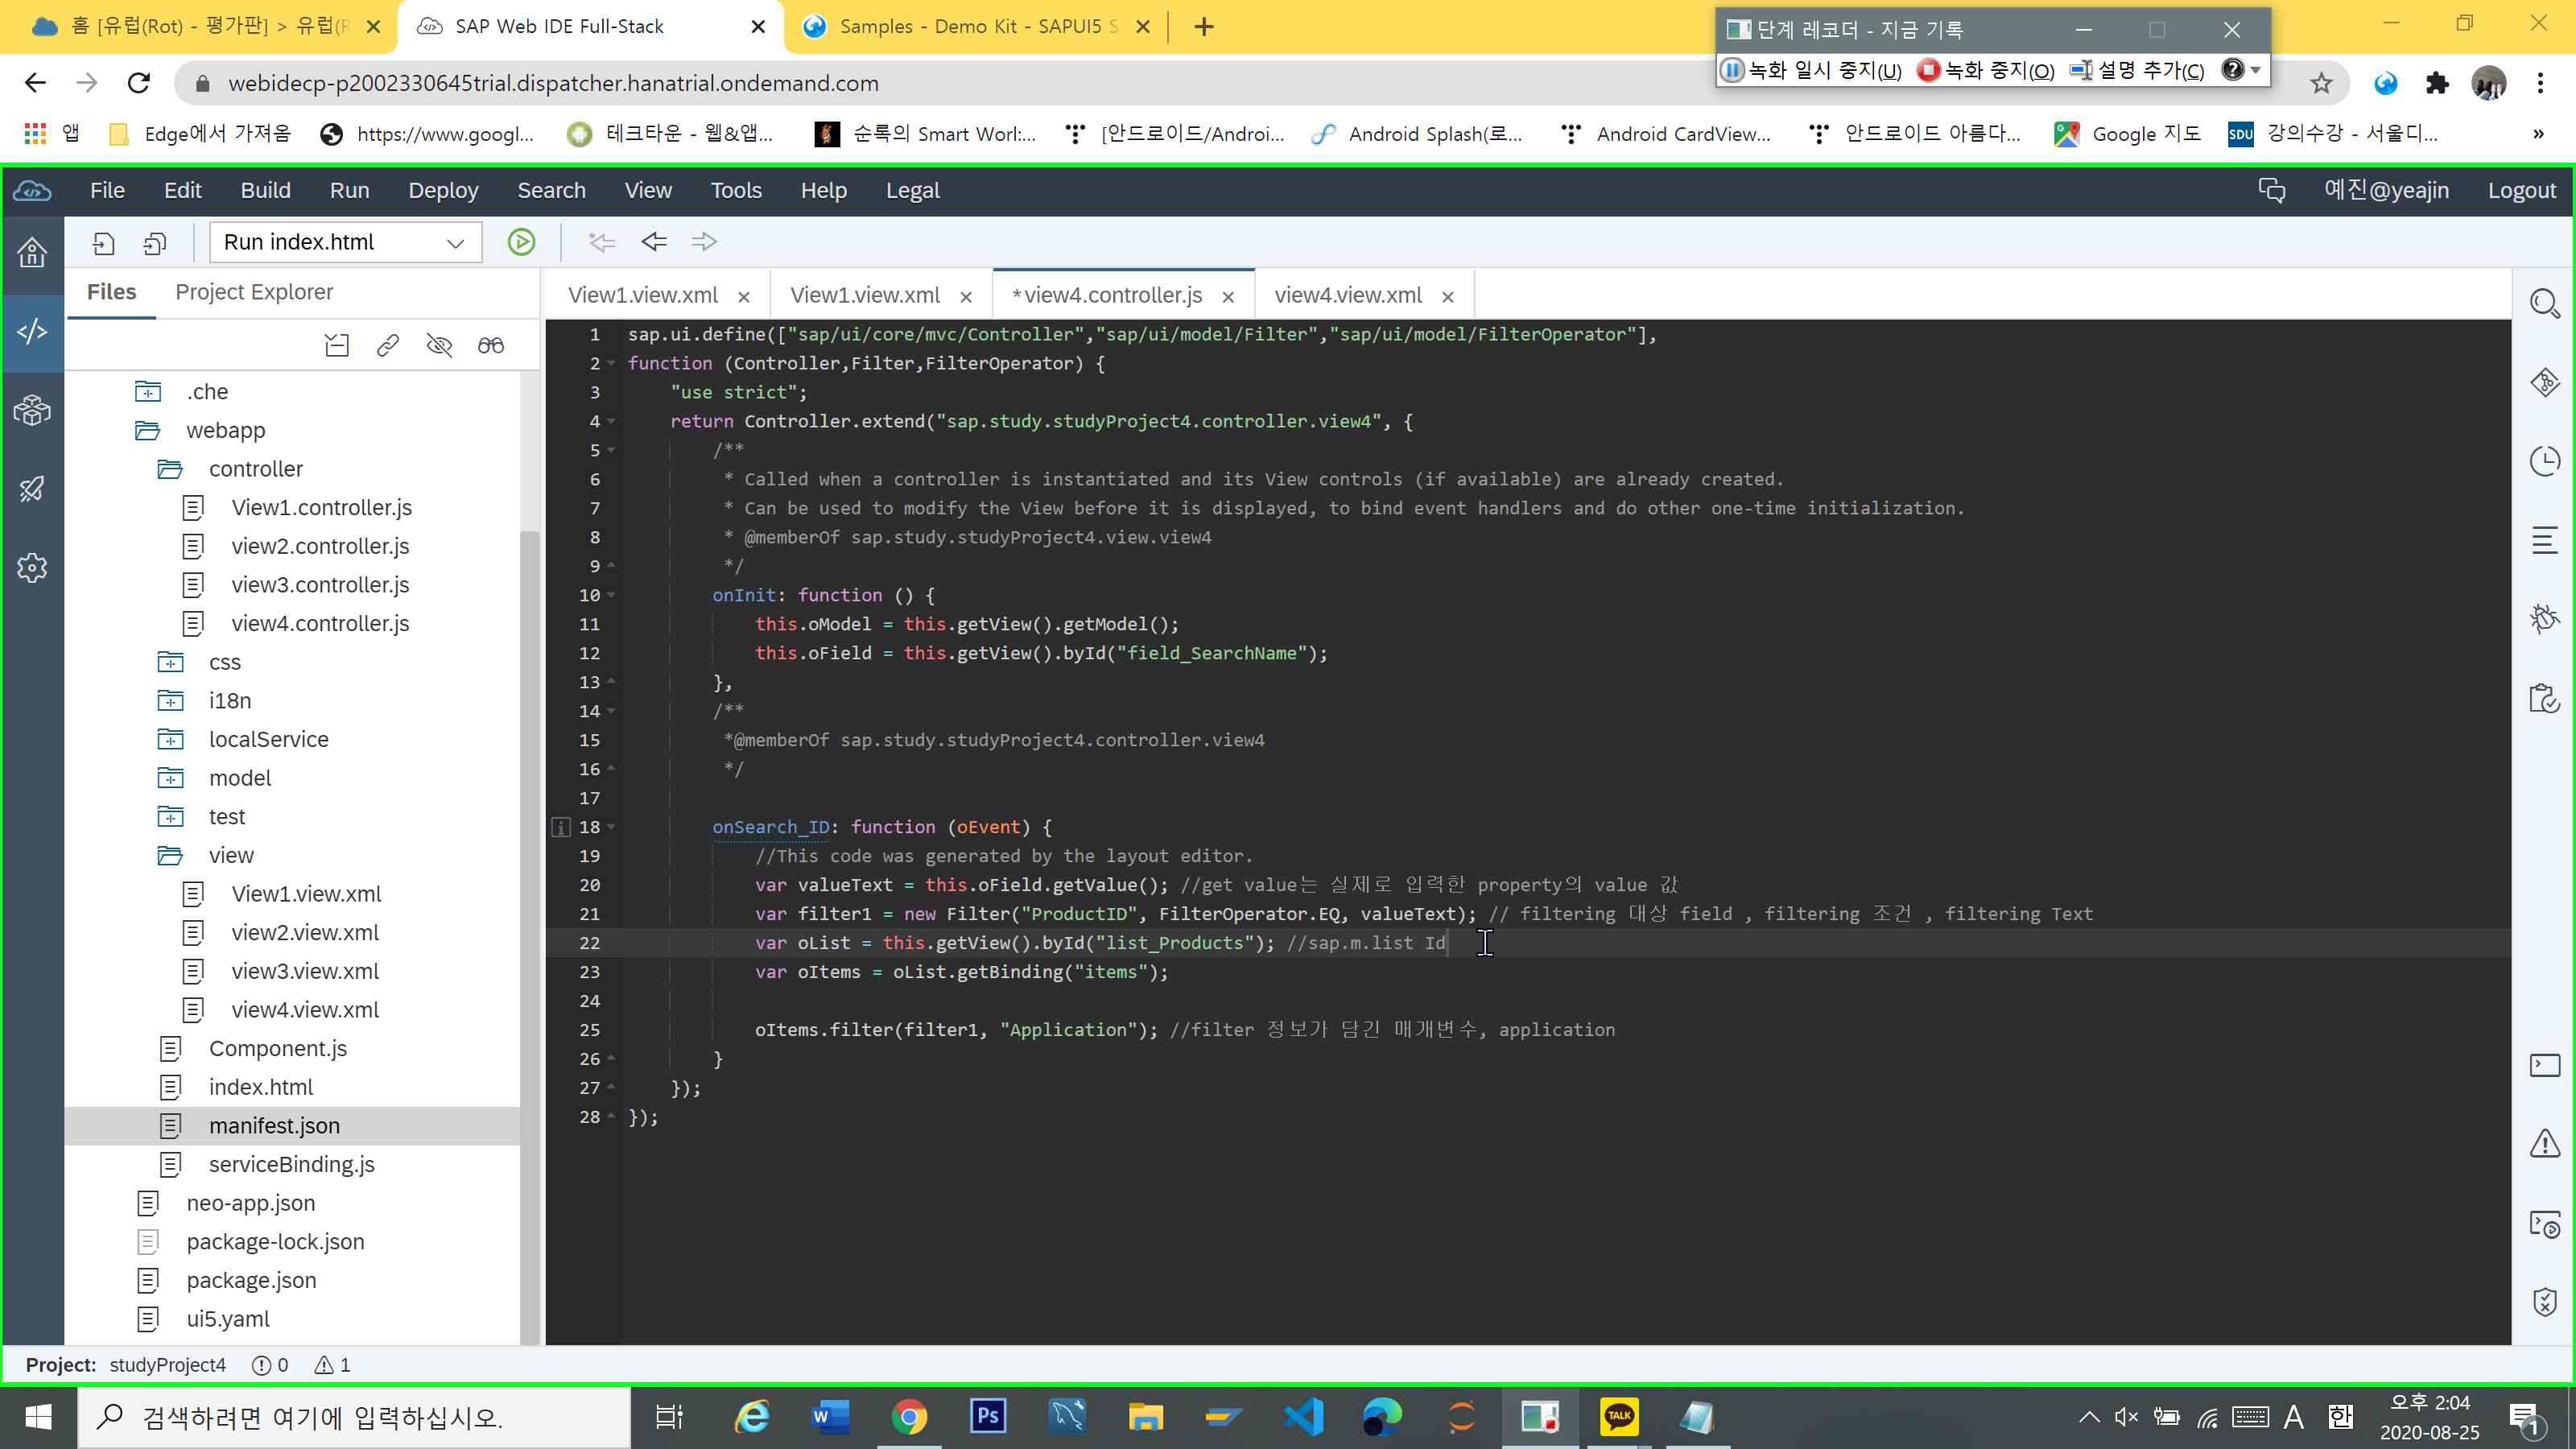 홈 [유럽(Rot) - 평가판] > 유럽(R
SAP Web IDE Full-Stack
Samples - Demo Kit - SAPUI5 S
단계 레코더 - 지금 기록
녹화 일시 중지(U) 녹화 중지(O) 설명 추가(C)
webidecp-p2002330645trial.dispatcher.hanatrial.ondemand.com
앱 Edge에서 가져옴 https://www.googl... 테크타운 - 웹&앱... 순록의 Smart Worl:... [안드로이드/Androi... Android Splash(로... Android CardView... 안드로이드 아름다... Google 지도 SDU 강의수강 - 서울디... »
File Edit Build Run Deploy Search View Tools Help Legal 예진@yeajin Logout
Run index.html
Files Project Explorer
View1.view.xml View1.view.xml *view4.controller.js view4.view.xml
.che
webapp
controller
View1.controller.js
view2.controller.js
view3.controller.js
view4.controller.js
css
i18n
localService
model
test
view
View1.view.xml
view2.view.xml
view3.view.xml
view4.view.xml
Component.js
index.html
manifest.json
serviceBinding.js
neo-app.json
package-lock.json
package.json
ui5.yaml
1 sap.ui.define(["sap/ui/core/mvc/Controller","sap/ui/model/Filter","sap/ui/model/FilterOperator"],
2 function (Controller,Filter,FilterOperator) {
3 "use strict";
4 return Controller.extend("sap.study.studyProject4.controller.view4", {
5 /**
6 * Called when a controller is instantiated and its View controls (if available) are already created.
7 * Can be used to modify the View before it is displayed, to bind event handlers and do other one-time initialization.
8 * @memberOf sap.study.studyProject4.view.view4
9 */
10 onInit: function () {
11 this.oModel = this.getView().getModel();
12 this.oField = this.getView().byId("field_SearchName");
13 },
14 /**
15 *@memberOf sap.study.studyProject4.controller.view4
16 */
17
18 onSearch_ID: function (oEvent) {
19 //This code was generated by the layout editor.
20 var valueText = this.oField.getValue(); //get value는 실제로 입력한 property의 value 값
21 var filter1 = new Filter("ProductID", FilterOperator.EQ, valueText); // filtering 대상 field , filtering 조건 , filtering Text
22 var oList = this.getView().byId("list_Products"); //sap.m.list Id
23 var oItems = oList.getBinding("items");
24
25 oItems.filter(filter1, "Application"); //filter 정보가 담긴 매개변수, application
26 }
27 });
28 });
Project: studyProject4 0 1
검색하려면 여기에 입력하십시오.
Ps
TALK
A 한
오후 2:04
2020-08-25
1